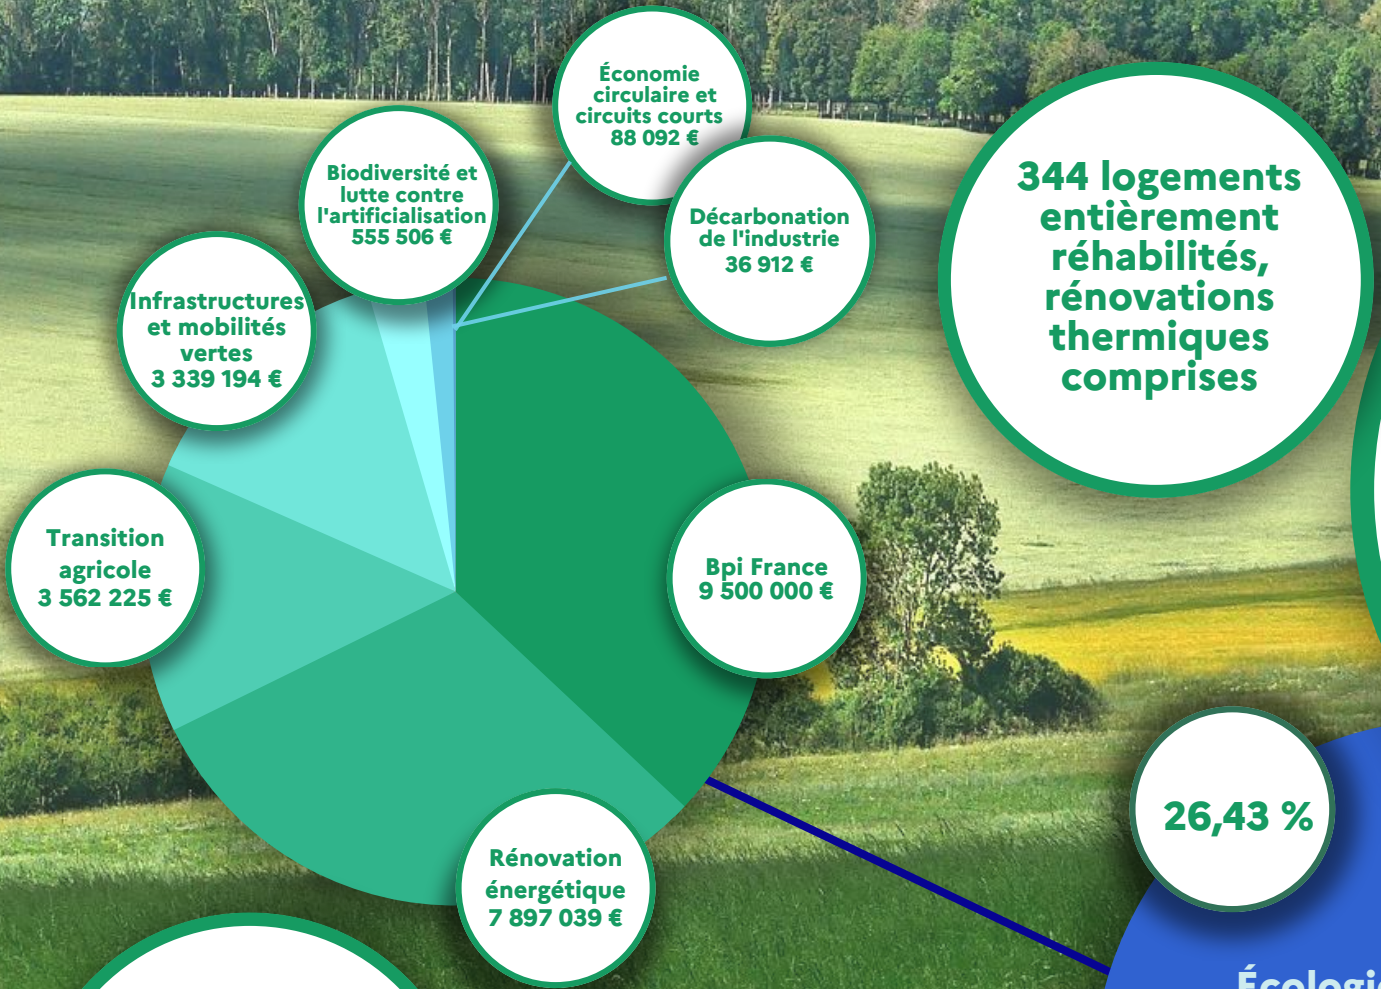 Économie
circulaire et
circuits courts
88 092 €
Biodiversité et
lutte contre
l'artificialisation
555 506 €
Décarbonation
de l'industrie
36 912 €
344 logements
entièrement
réhabilités,
rénovations
thermiques
comprises
Infrastructures
et mobilités
vertes
3 339 194 €
Transition
agricole
3 562 225 €
Bpi France
9 500 000 €
Rénovation
énergétique
7 897 039 €
26,43 %
Écologie